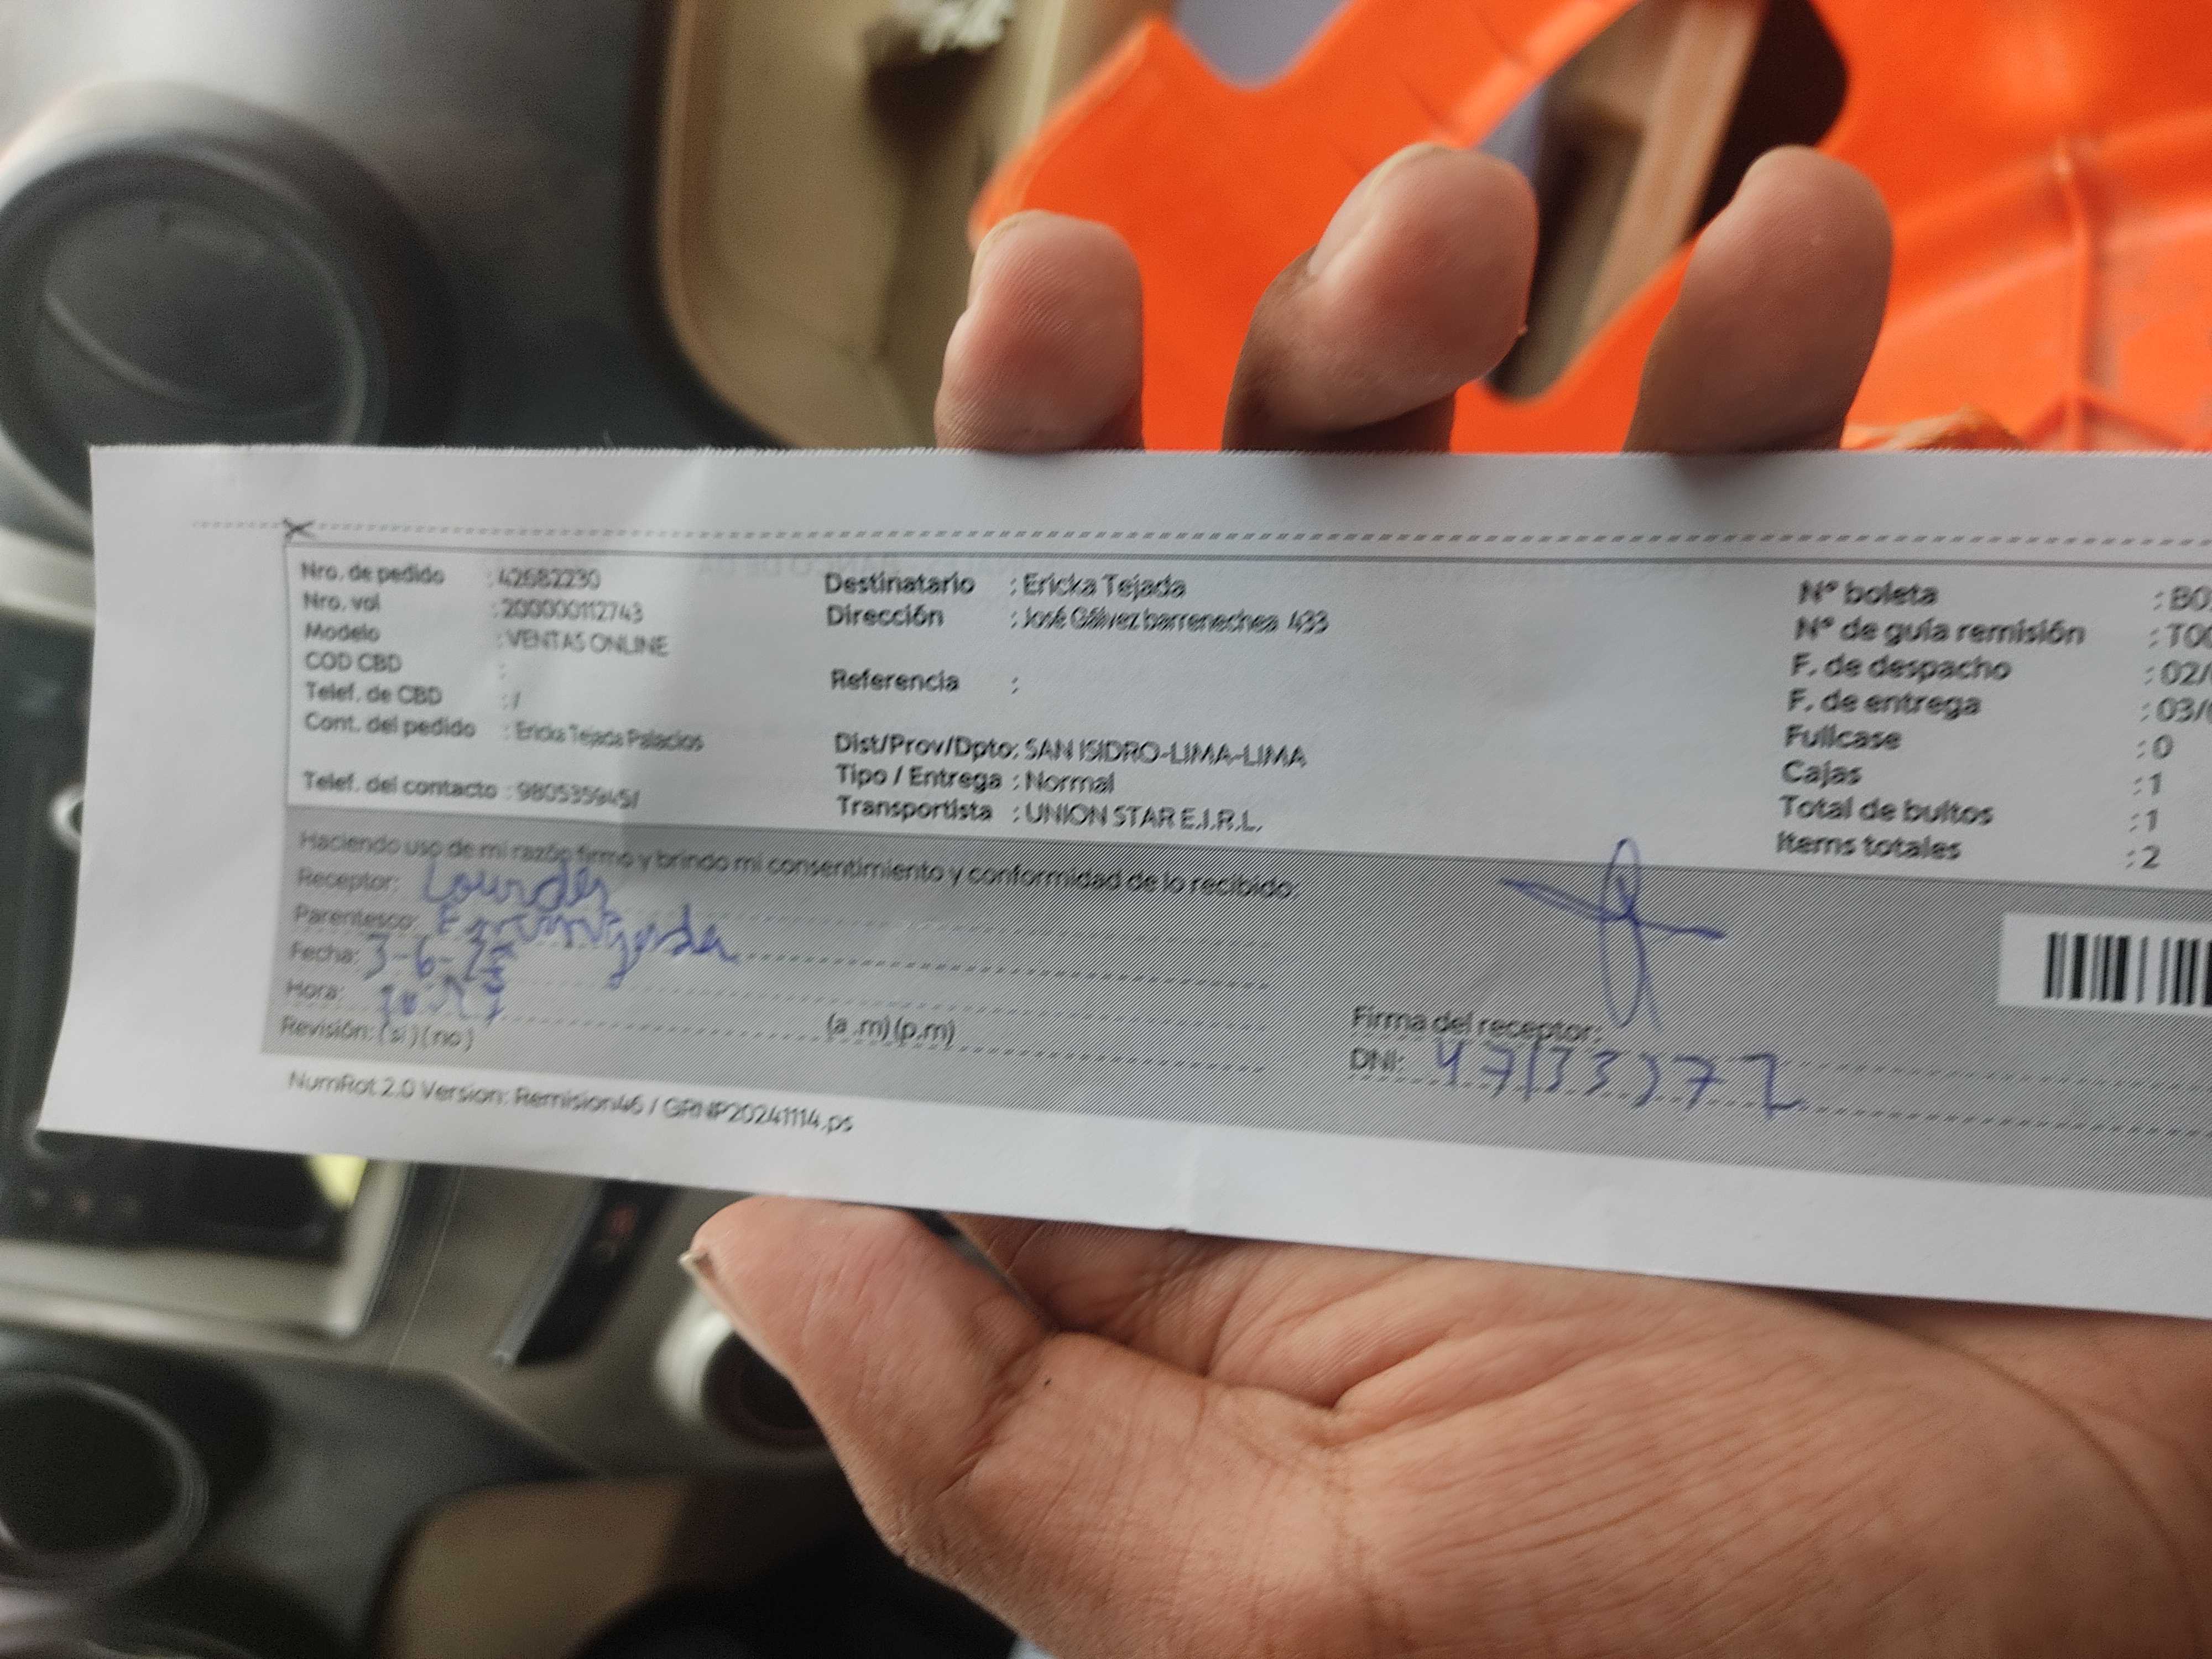 Nro. de pedido : 42682230
Nro. vol : 200000112743
Modelo : VENTAS ONLINE
COD CBD :
Telef. de CBD : /
Cont. del pedido : Ericka Tejada Palacios
Telef. del contacto : 980535945/
Destinatario : Ericka Tejada
Dirección : José Gálvez barrenechea 433
Referencia :
Dist/Prov/Dpto: SAN ISIDRO-LIMA-LIMA
Tipo / Entrega : Normal
Transportista : UNION STAR E.I.R.L.
N° boleta : B0
N° de guía remisión : T00
F. de despacho : 02/
F. de entrega : 03/
Fullcase : 0
Cajas : 1
Total de bultos : 1
Items totales : 2
Haciendo uso de mi razón firmo y brindo mi consentimiento y conformidad de lo recibido:
Receptor: Lourdes
Parentesco:
Fecha: 3-6-25
Hora:
(a .m) (p.m)
Revisión: (si) (no)
Firma del receptor:
DNI:
NumRot 2.0 Version: Remision46 / GRNP20241114.ps